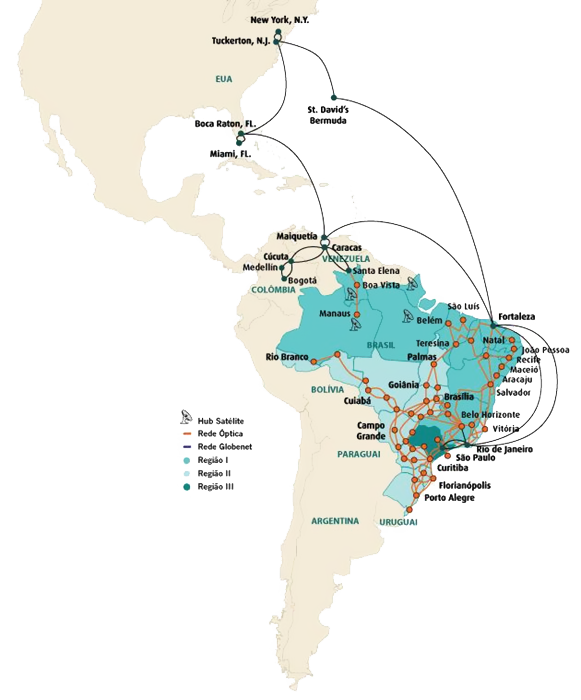 New York, N.Y.
Tuckerton, N.J.
EUA
St. David's
Bermuda
Boca Raton, FL.
Miami, FL.
Maiquetía
Caracas
Cúcuta
VENEZUELA
Medellín
Santa Elena
Bogotá
COLÔMBIA
Boa Vista
São Luís
Manaus
Belém
Fortaleza
BRASIL
Teresina
Natal
João Pessoa
Rio Branco
Palmas
Recife
Maceió
BOLÍVIA
Goiânia
Aracaju
Cuiabá
Brasília
Salvador
Belo Horizonte
Campo
Grande
Vitória
Hub Satélite
Rede Óptica
Rede Globenet
Região I
Região II
Região III
PARAGUAI
Rio de Janeiro
São Paulo
Curitiba
Florianópolis
Porto Alegre
ARGENTINA
URUGUAI